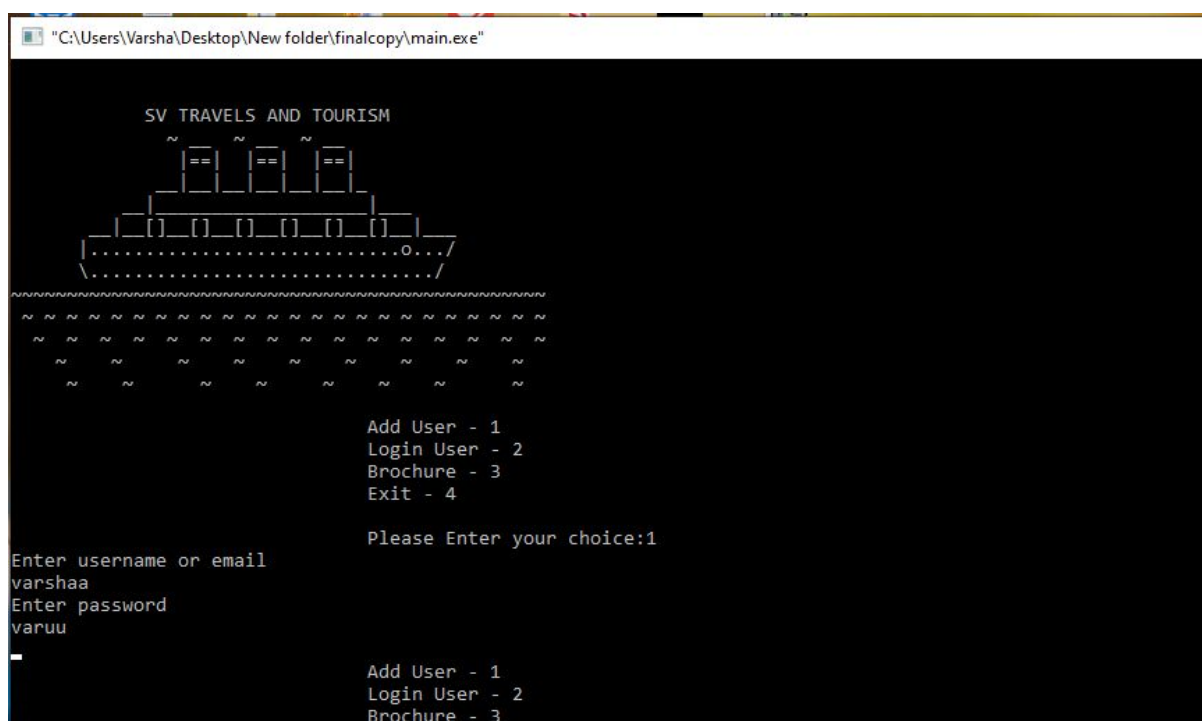 "C:\Users\Varsha\Desktop\New folder\finalcopy\main.exe"
SV TRAVELS AND TOURISM
Add User - 1
Login User - 2
Brochure - 3
Exit - 4
Please Enter your choice:1
Enter username or email
varshaa
Enter password
varuu
Add User - 1
Login User - 2
Brochure - 3